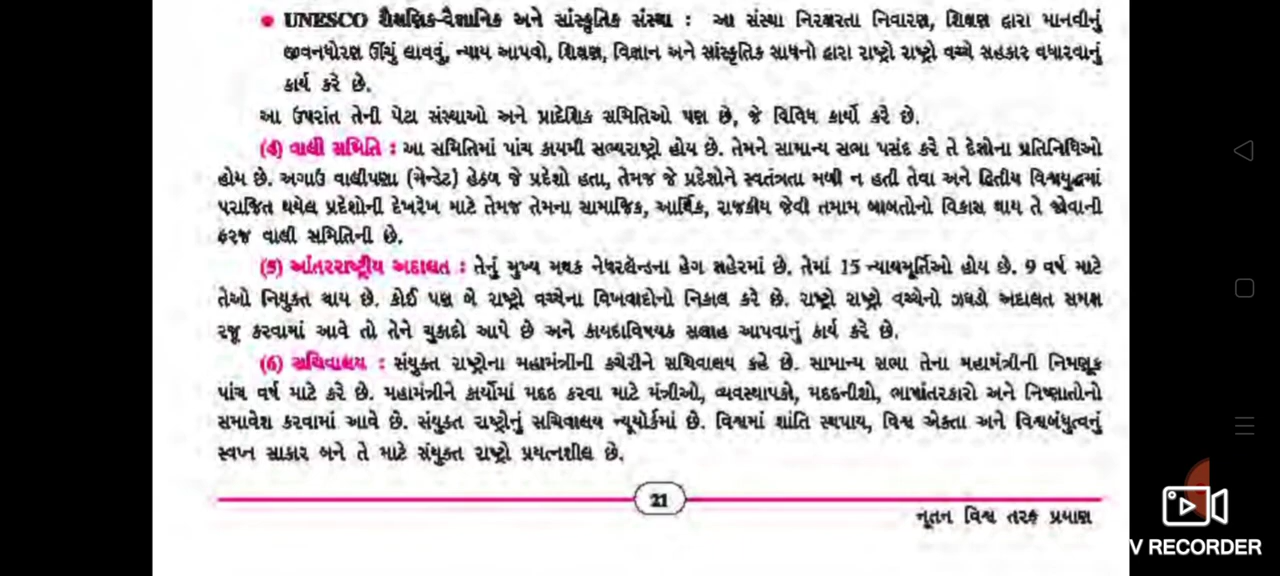 • UNESCO શૈક્ષણિક-વૈજ્ઞાનિક અને સાંસ્કૃતિક સંસ્થા : આ સંસ્થા નિરક્ષરતા નિવારણ, શિક્ષણ દ્વારા માનવીનું
જીવનધોરણ ઊંચું લાવવું, ન્યાય આપવો, શિક્ષણ, વિજ્ઞાન અને સાંસ્કૃતિક સાધનો દ્વારા રાષ્ટ્રો રાષ્ટ્રો વચ્ચે સહકાર વધારવાનું
કાર્ય કરે છે.
આ ઉપરાંત તેની પેટા સંસ્થાઓ અને પ્રાદેશિક સમિતિઓ પણ છે, જે વિવિધ કાર્યો કરે છે.
(4) વાલી સમિતિ : આ સમિતિમાં પાંચ કાયમી સભ્યરાષ્ટ્રો હોય છે. તેમને સામાન્ય સભા પસંદ કરે તે દેશોના પ્રતિનિધિઓ
હોય છે. અગાઉ વાલીપણા (મેન્ડેટ) હેઠળ જે પ્રદેશો હતા, તેમજ જે પ્રદેશોને સ્વતંત્રતા મળી ન હતી તેવા અને દ્વિતીય વિશ્વયુદ્ધમાં
પરાજિત થયેલ પ્રદેશોની દેખરેખ માટે તેમજ તેમના સામાજિક, આર્થિક, રાજકીય જેવી તમામ બાબતોનો વિકાસ થાય તે જોવાની
ફરજ વાલી સમિતિની છે.
(5) આંતરરાષ્ટ્રીય અદાલત : તેનું મુખ્ય મથક નેધરલૅન્ડના હેગ શહેરમાં છે. તેમાં 15 ન્યાયમૂર્તિઓ હોય છે. 9 વર્ષ માટે
તેઓ નિયુક્ત થાય છે. કોઈ પણ બે રાષ્ટ્રો વચ્ચેના વિખવાદોનો નિકાલ કરે છે. રાષ્ટ્રો રાષ્ટ્રો વચ્ચેનો ઝઘડો અદાલત સમક્ષ
રજૂ કરવામાં આવે તો તેને ચુકાદો આપે છે અને કાયદાવિષયક સલાહ આપવાનું કાર્ય કરે છે.
(6) સચિવાલય : સંયુક્ત રાષ્ટ્રોના મહામંત્રીની કચેરીને સચિવાલય કહે છે. સામાન્ય સભા તેના મહામંત્રીની નિમણૂક
પાંચ વર્ષ માટે કરે છે. મહામંત્રીને કાર્યોમાં મદદ કરવા માટે મંત્રીઓ, વ્યવસ્થાપકો, મદદનીશો, ભાષાંતરકારો અને નિષ્ણાતોનો
સમાવેશ કરવામાં આવે છે. સંયુક્ત રાષ્ટ્રોનું સચિવાલય ન્યૂયોર્કમાં છે. વિશ્વમાં શાંતિ સ્થપાય, વિશ્વ એકતા અને વિશ્વબંધુત્વનું
સ્વપ્ન સાકાર બને તે માટે સંયુક્ત રાષ્ટ્રો પ્રયત્નશીલ છે.
21
નૂતન વિશ્વ તરફ પ્રયાણ
V RECORDER